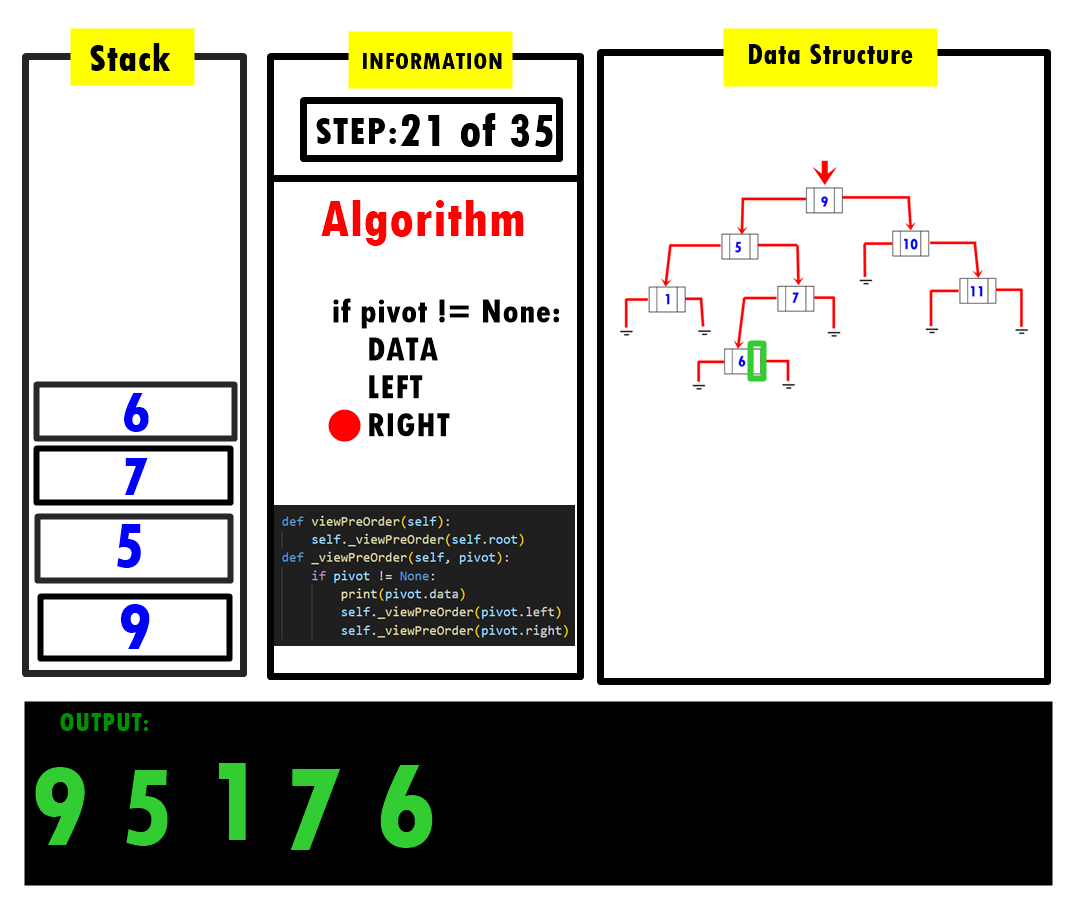 Stack
6
7
5
9
INFORMATION
STEP:21 of 35
Algorithm
if pivot != None:
DATA
LEFT
RIGHT
def viewPreOrder(self):
self._viewPreOrder(self.root)
def _viewPreOrder(self, pivot):
if pivot != None:
print(pivot.data)
self._viewPreOrder(pivot.left)
self._viewPreOrder(pivot.right)
Data Structure
9
5
10
1
7
11
6
OUTPUT:
9 5 1 7 6